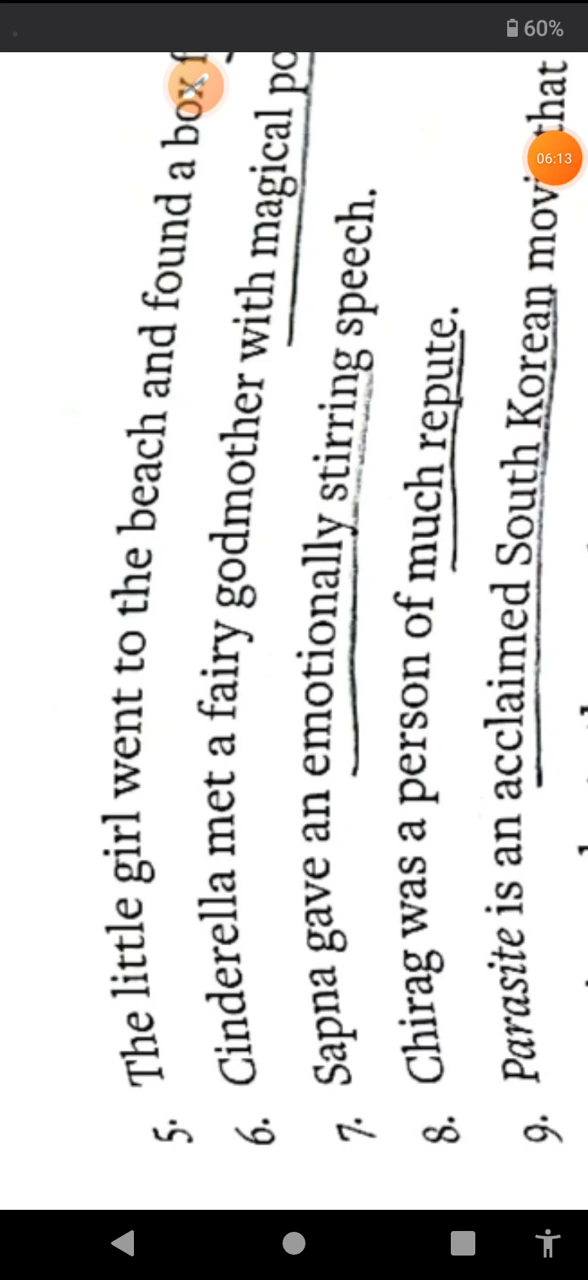 60%
06:13
5. The little girl went to the beach and found a box
6. Cinderella met a fairy godmother with magical
7. Sapna gave an emotionally stirring speech.
8. Chirag was a person of much repute.
9. Parasite is an acclaimed South Korean that